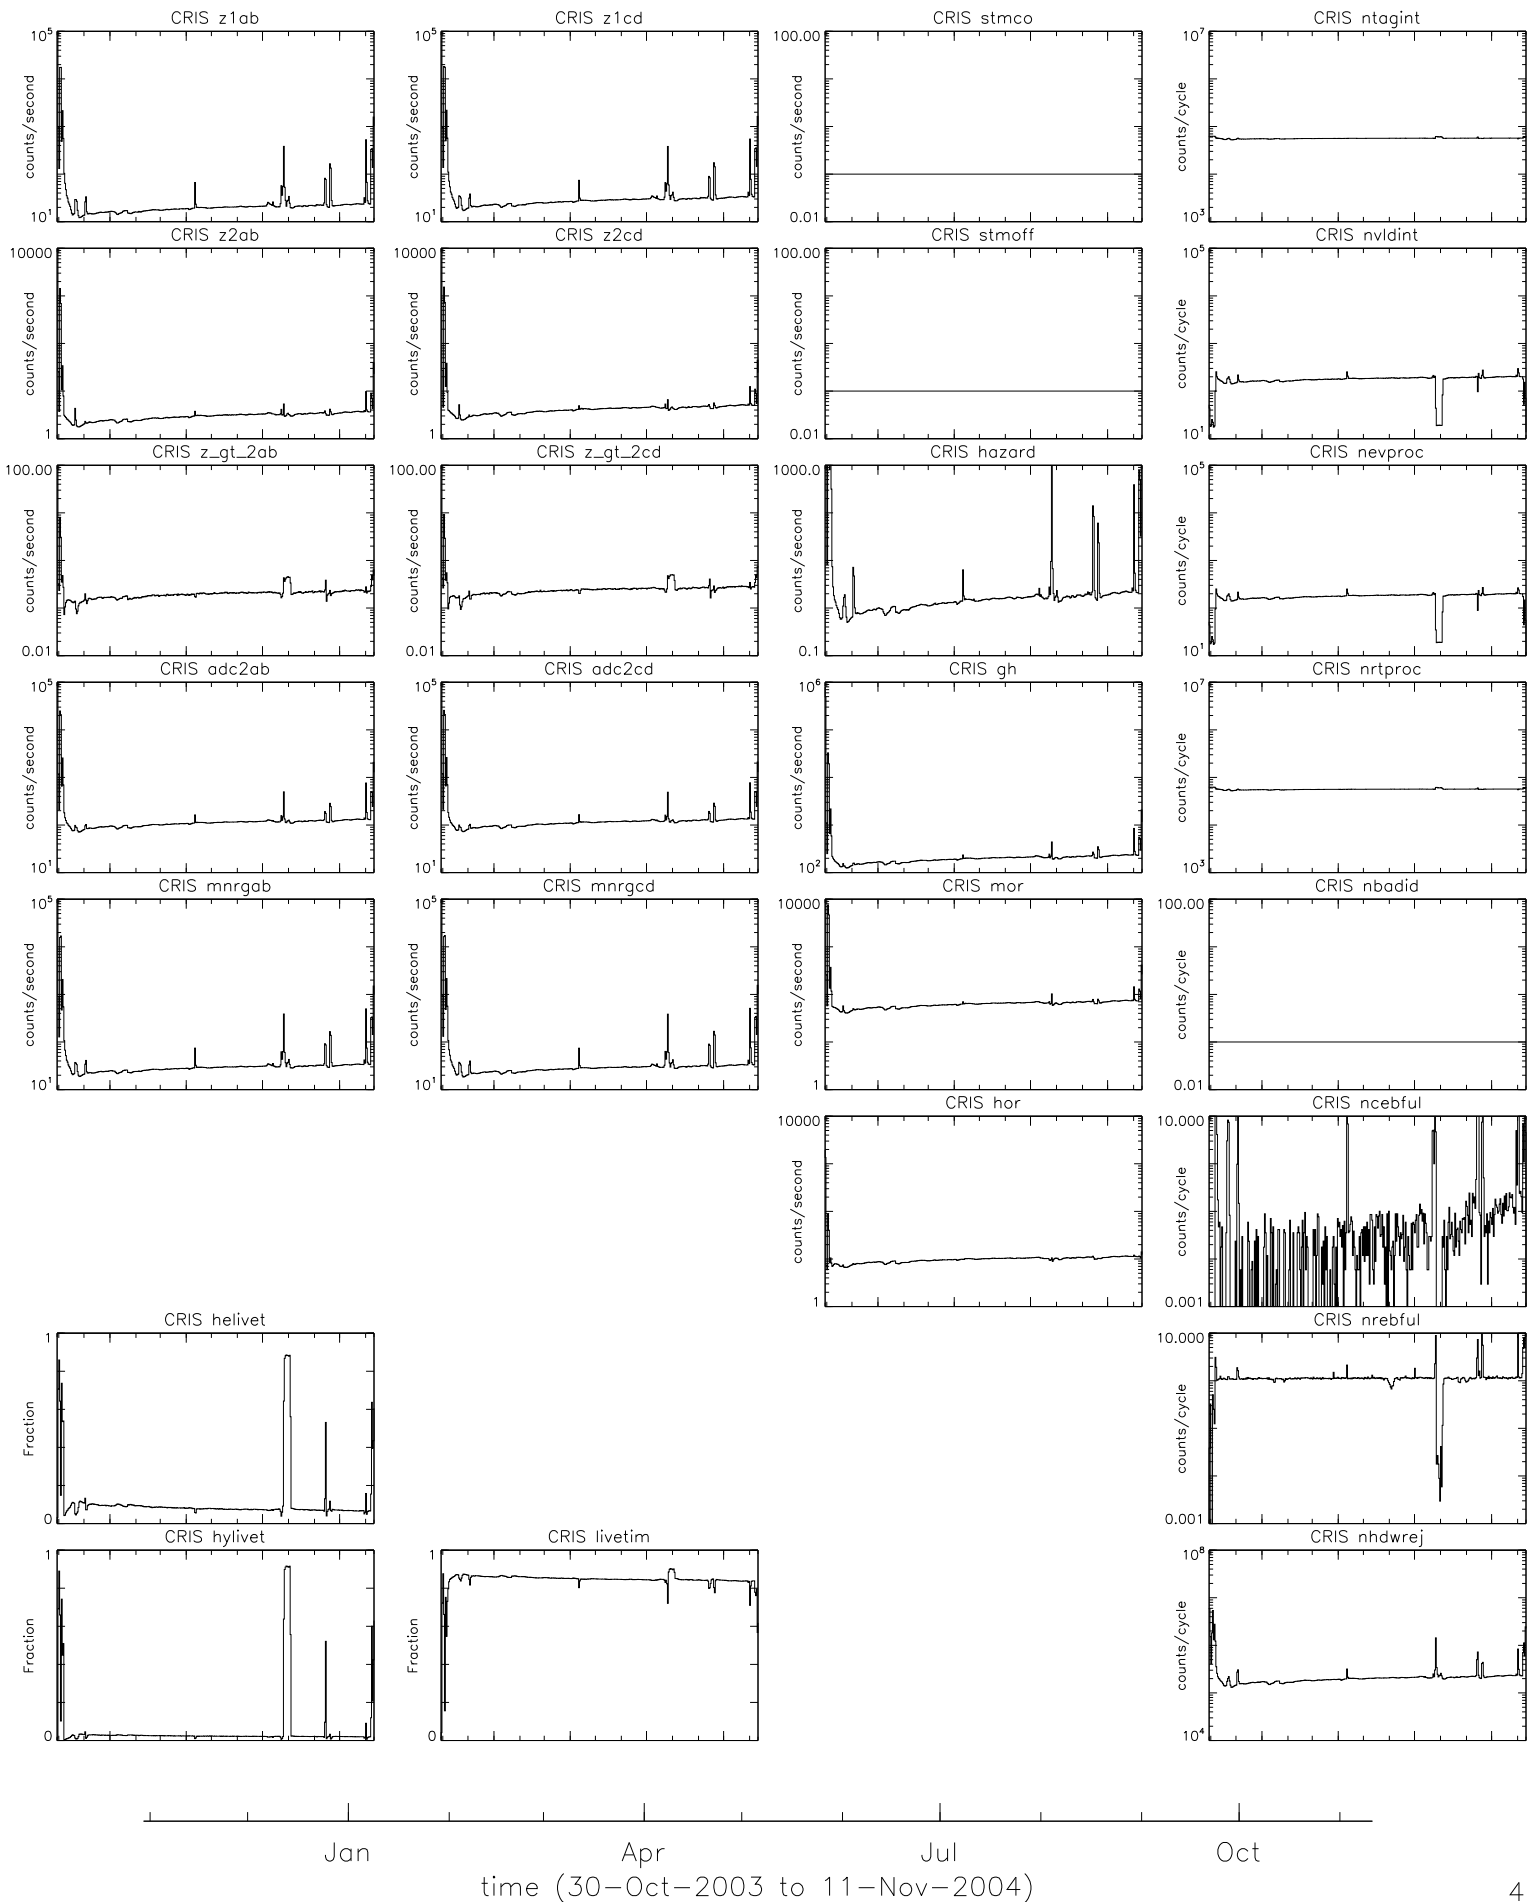 CRIS z1ab
10^5
counts/second
10^1
CRIS z1cd
10^5
counts/second
10^1
CRIS stmco
100.00
counts/second
0.01
CRIS ntagint
10^7
counts/cycle
10^3
CRIS z2ab
10000
counts/second
1
CRIS z2cd
10000
counts/second
1
CRIS stmoff
100.00
counts/second
0.01
CRIS nvldint
10^5
counts/cycle
10^1
CRIS z_gt_2ab
100.00
counts/second
0.01
CRIS z_gt_2cd
100.00
counts/second
0.01
CRIS hazard
1000.0
counts/second
0.1
CRIS nevproc
10^5
counts/cycle
10^1
CRIS adc2ab
10^5
counts/second
10^1
CRIS adc2cd
10^5
counts/second
10^1
CRIS gh
10^6
counts/second
10^2
CRIS nrtproc
10^7
counts/cycle
10^3
CRIS mnrgab
10^5
counts/second
10^1
CRIS mnrgcd
10^5
counts/second
10^1
CRIS mor
10000
counts/second
1
CRIS nbadid
100.00
counts/cycle
0.01
CRIS hor
10000
counts/second
1
CRIS ncebful
10.000
counts/cycle
0.001
CRIS helivet
1
Fraction
0
CRIS nrebful
10.000
counts/cycle
0.001
CRIS hylivet
1
Fraction
0
CRIS livetim
1
Fraction
0
CRIS nhdwrej
10^8
counts/cycle
10^4
Jan
Apr
Jul
Oct
time (30-Oct-2003 to 11-Nov-2004)
4